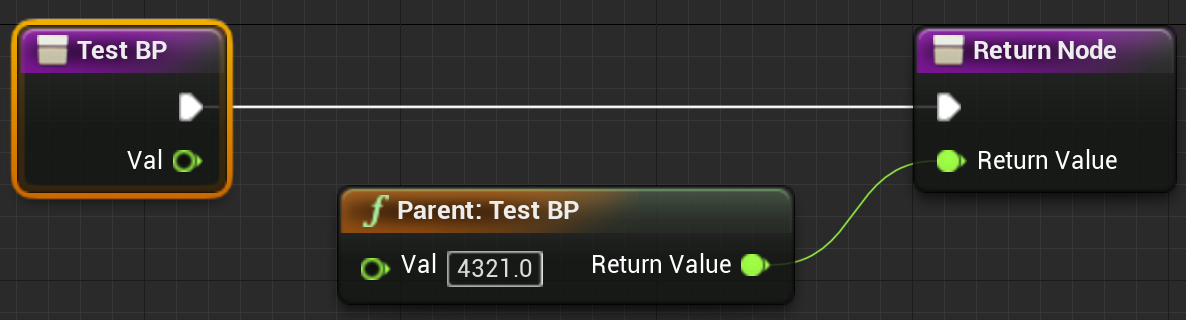 Test BP
Return Node
Val
Return Value
Parent: Test BP
Val 4321.0 Return Value